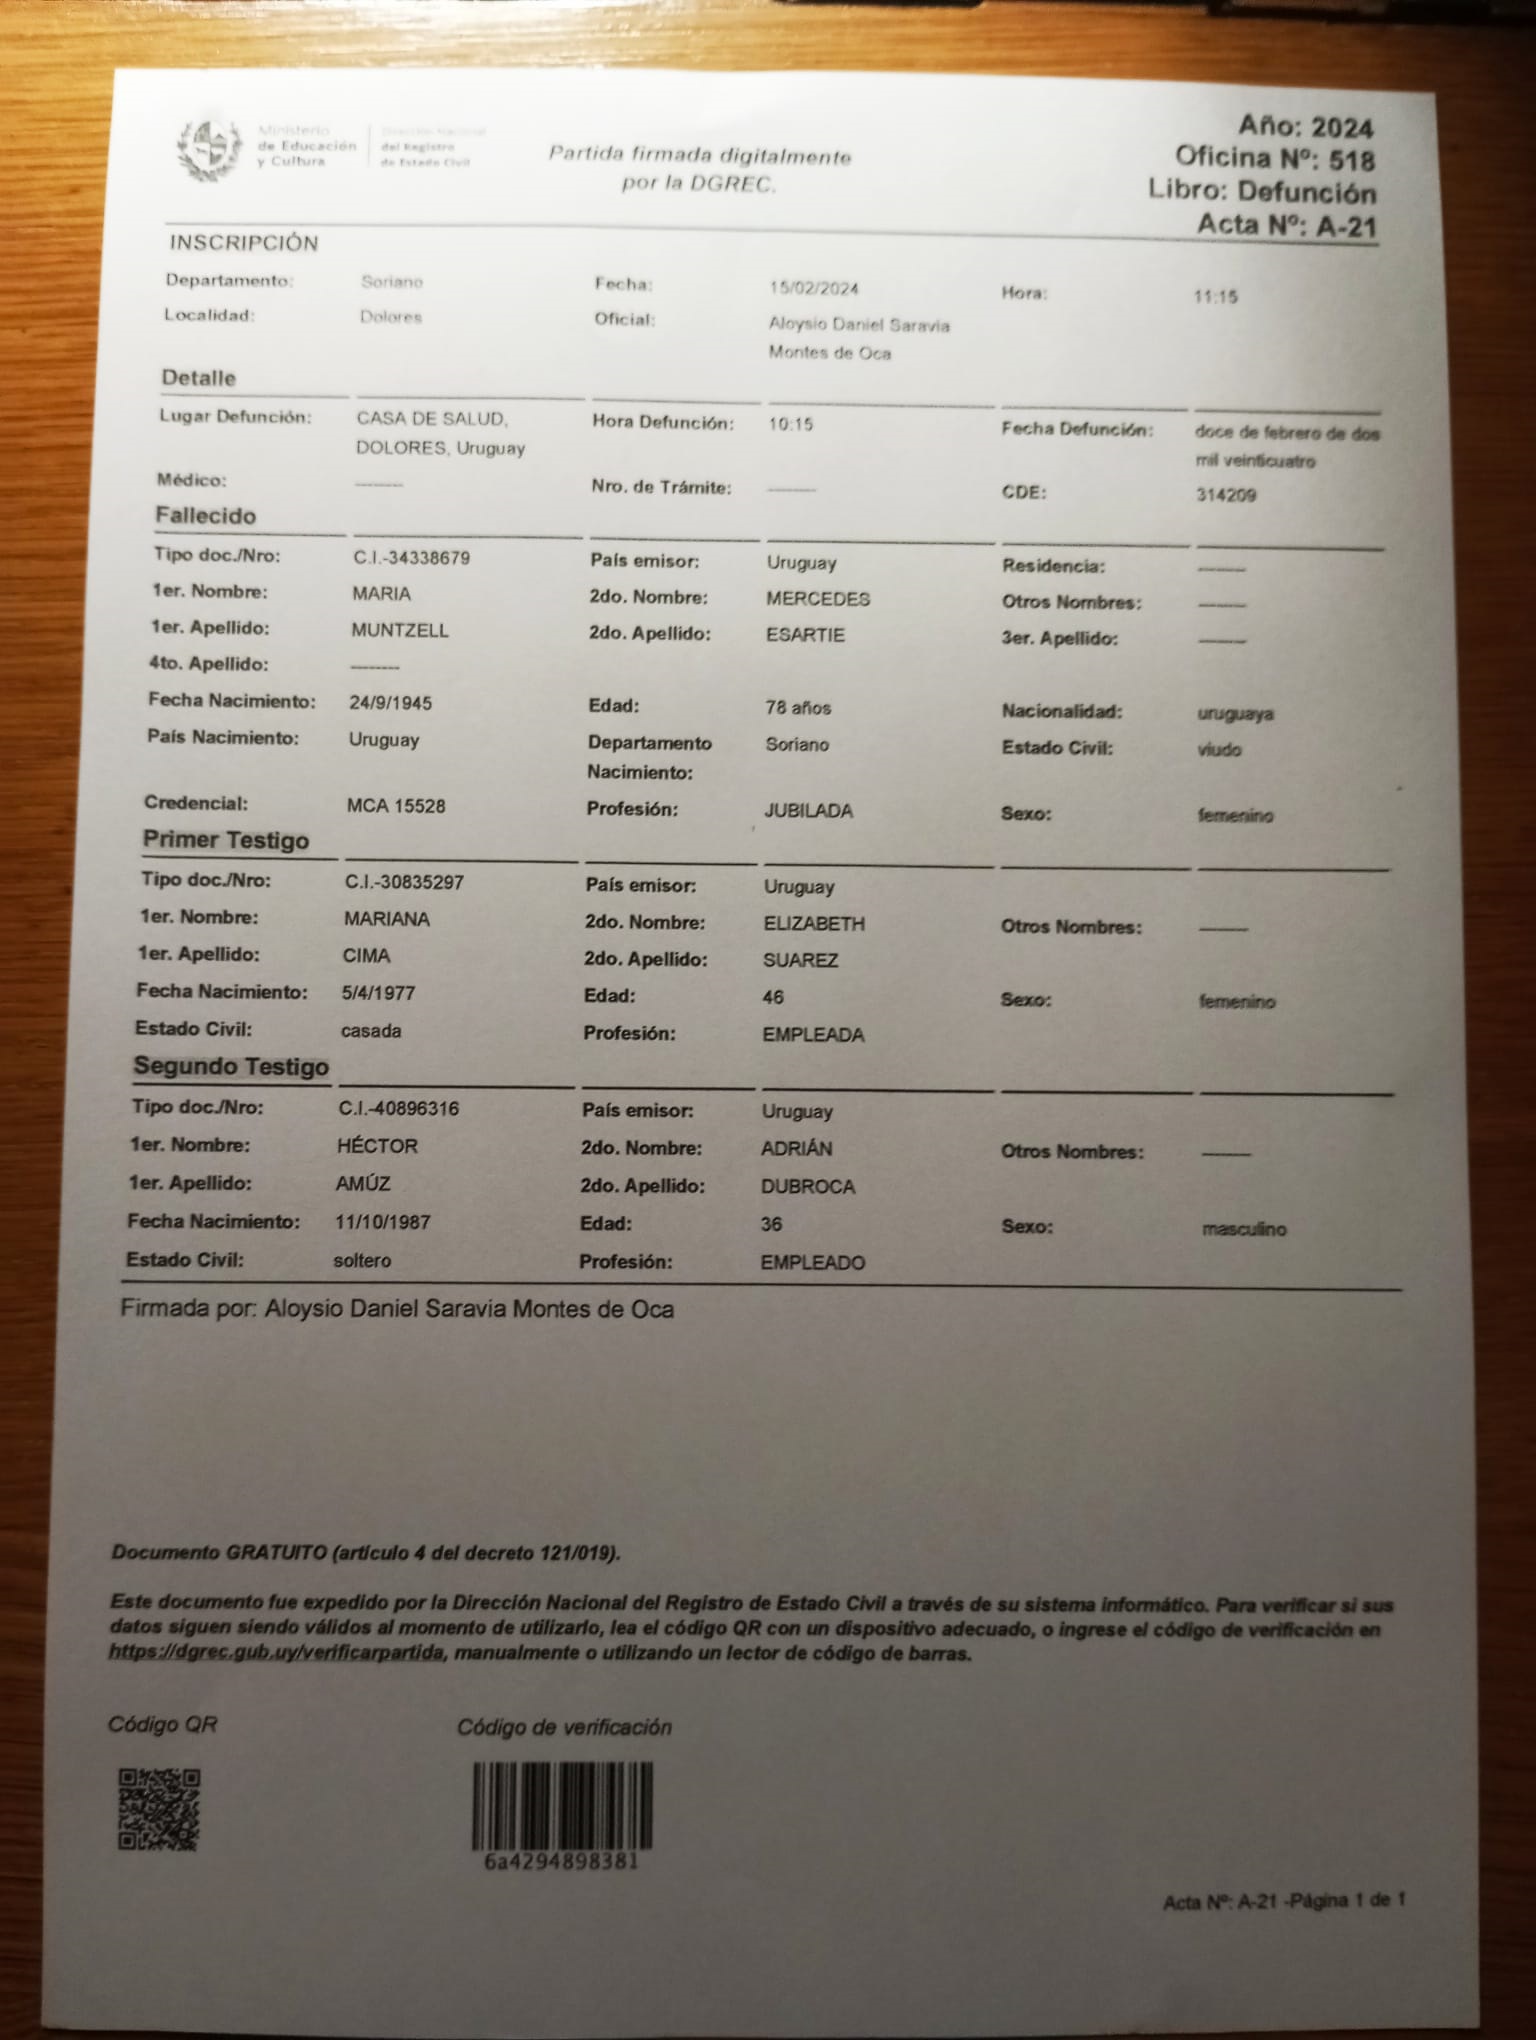 Ministerio
de Educación
y Cultura
Dirección Nacional
del Registro
de Estado Civil
Partida firmada digitalmente
por la DGREC.
Año: 2024
Oficina Nº: 518
Libro: Defunción
Acta Nº: A-21
INSCRIPCIÓN
Departamento: Soriano Fecha: 15/02/2024 Hora: 11:15
Localidad: Dolores Oficial: Aloysio Daniel Saravia
Montes de Oca
Detalle
Lugar Defunción: CASA DE SALUD, Hora Defunción: 10:15 Fecha Defunción: doce de febrero de dos
DOLORES, Uruguay mil veinticuatro
Médico: -------- Nro. de Trámite: -------- CDE: 314209
Fallecido
Tipo doc./Nro: C.I.-34338679 País emisor: Uruguay Residencia: --------
1er. Nombre: MARIA 2do. Nombre: MERCEDES Otros Nombres: --------
1er. Apellido: MUNTZELL 2do. Apellido: ESARTIE 3er. Apellido: --------
4to. Apellido: --------
Fecha Nacimiento: 24/9/1945 Edad: 78 años Nacionalidad: uruguaya
País Nacimiento: Uruguay Departamento Soriano Estado Civil: viudo
Nacimiento:
Credencial: MCA 15528 Profesión: JUBILADA Sexo: femenino
Primer Testigo
Tipo doc./Nro: C.I.-30835297 País emisor: Uruguay
1er. Nombre: MARIANA 2do. Nombre: ELIZABETH Otros Nombres: --------
1er. Apellido: CIMA 2do. Apellido: SUAREZ
Fecha Nacimiento: 5/4/1977 Edad: 46 Sexo: femenino
Estado Civil: casada Profesión: EMPLEADA
Segundo Testigo
Tipo doc./Nro: C.I.-40896316 País emisor: Uruguay
1er. Nombre: HÉCTOR 2do. Nombre: ADRIÁN Otros Nombres: --------
1er. Apellido: AMÚZ 2do. Apellido: DUBROCA
Fecha Nacimiento: 11/10/1987 Edad: 36 Sexo: masculino
Estado Civil: soltero Profesión: EMPLEADO
Firmada por: Aloysio Daniel Saravia Montes de Oca
Documento GRATUITO (artículo 4 del decreto 121/019).
Este documento fue expedido por la Dirección Nacional del Registro de Estado Civil a través de su sistema informático. Para verificar si sus
datos siguen siendo válidos al momento de utilizarlo, lea el código QR con un dispositivo adecuado, o ingrese el código de verificación en
https://dgrec.gub.uy/verificarpartida, manualmente o utilizando un lector de código de barras.
Código QR Código de verificación
6a4294898381
Acta Nº: A-21 -Página 1 de 1